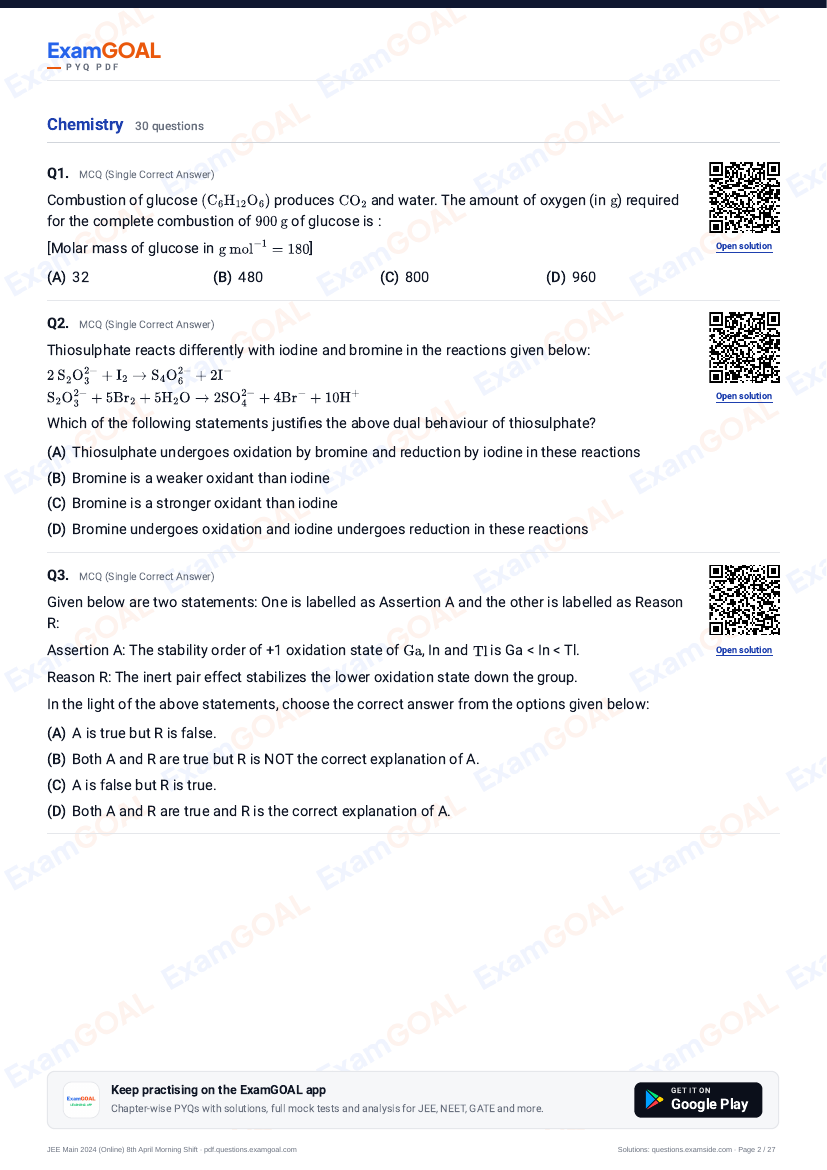 ExamGOAL
PYQ PDF
Chemistry 30 questions
Q1. MCQ (Single Correct Answer)
Combustion of glucose (C₆H₁₂O₆) produces CO₂ and water. The amount of oxygen (in g) required
for the complete combustion of 900 g of glucose is :
[Molar mass of glucose in g mol⁻¹ = 180]
(A) 32 (B) 480 (C) 800 (D) 960
Open solution
Q2. MCQ (Single Correct Answer)
Thiosulphate reacts differently with iodine and bromine in the reactions given below:
2 S₂O₃²⁻ + I₂ → S₄O₆²⁻ + 2I⁻
S₂O₃²⁻ + 5Br₂ + 5H₂O → 2SO₄²⁻ + 4Br⁻ + 10H⁺
Which of the following statements justifies the above dual behaviour of thiosulphate?
(A) Thiosulphate undergoes oxidation by bromine and reduction by iodine in these reactions
(B) Bromine is a weaker oxidant than iodine
(C) Bromine is a stronger oxidant than iodine
(D) Bromine undergoes oxidation and iodine undergoes reduction in these reactions
Open solution
Q3. MCQ (Single Correct Answer)
Given below are two statements: One is labelled as Assertion A and the other is labelled as Reason
R:
Assertion A: The stability order of +1 oxidation state of Ga, In and Tl is Ga < In < Tl.
Reason R: The inert pair effect stabilizes the lower oxidation state down the group.
In the light of the above statements, choose the correct answer from the options given below:
(A) A is true but R is false.
(B) Both A and R are true but R is NOT the correct explanation of A.
(C) A is false but R is true.
(D) Both A and R are true and R is the correct explanation of A.
Open solution
ExamGOAL
Keep practising on the ExamGOAL app
Chapter-wise PYQs with solutions, full mock tests and analysis for JEE, NEET, GATE and more.
GET IT ON
Google Play
JEE Main 2024 (Online) 8th April Morning Shift · pdf.questions.examgoal.com
Solutions: questions.examside.com · Page 2 / 27